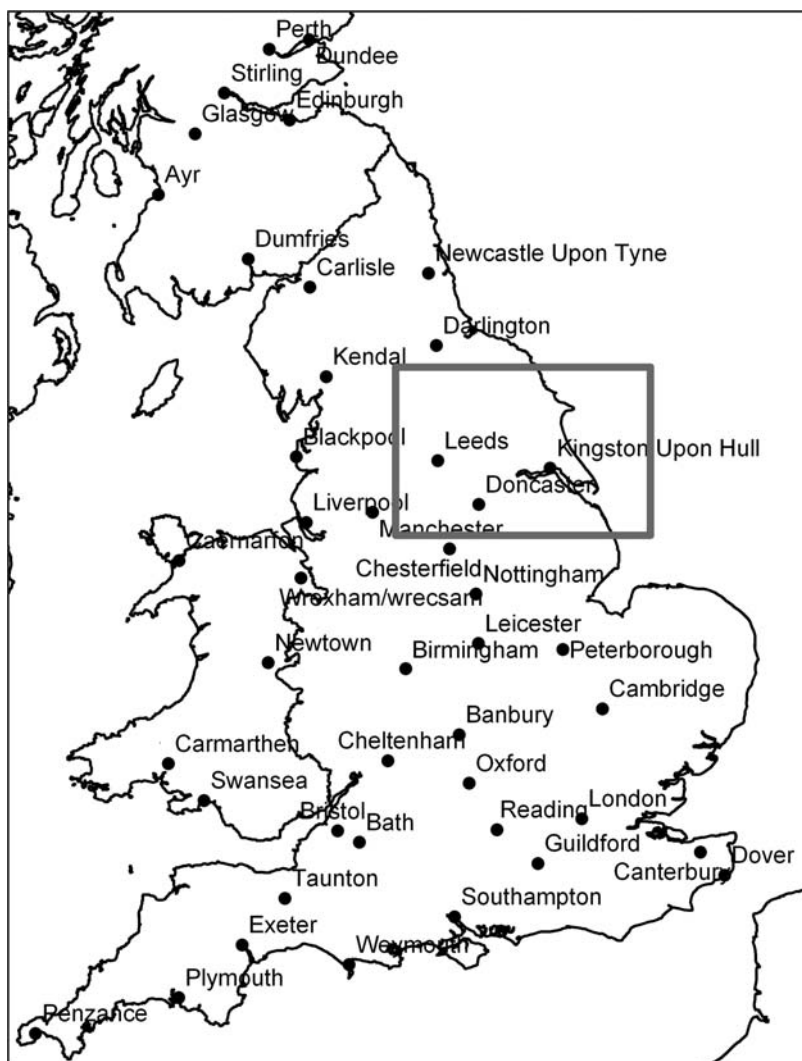 Perth
Dundee
Stirling
Edinburgh
Glasgow
Ayr
Dumfries
Newcastle Upon Tyne
Carlisle
Darlington
Kendal
Blackpool
Leeds
Kingston Upon Hull
Doncaster
Liverpool
Manchester
Caernarfon
Chesterfield
Nottingham
Wroxham/wrecsam
Leicester
Newtown
Birmingham
Peterborough
Cambridge
Banbury
Carmarthen
Cheltenham
Swansea
Oxford
Bristol
Bath
Reading
London
Guildford
Canterbury
Dover
Taunton
Southampton
Exeter
Weymouth
Plymouth
Penzance